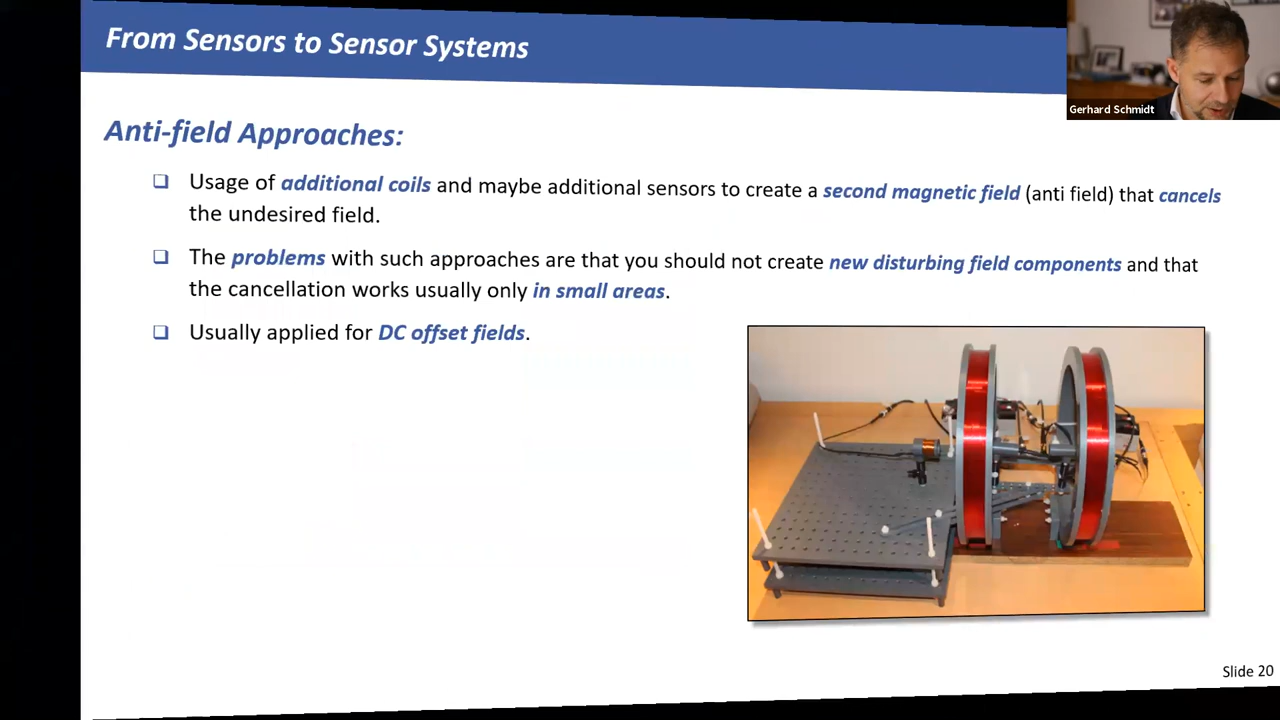 From Sensors to Sensor Systems
Gerhard Schmidt
Anti-field Approaches:
❑ Usage of additional coils and maybe additional sensors to create a second magnetic field (anti field) that cancels
the undesired field.
❑ The problems with such approaches are that you should not create new disturbing field components and that
the cancellation works usually only in small areas.
❑ Usually applied for DC offset fields.
Slide 20